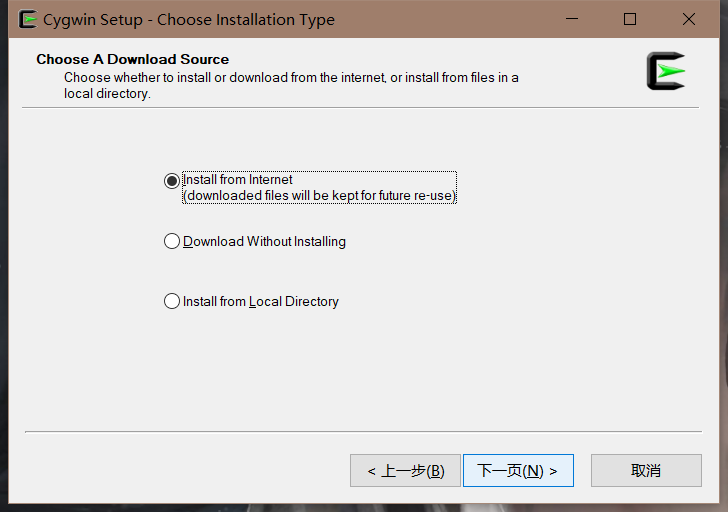 Cygwin Setup - Choose Installation Type
Choose A Download Source
Choose whether to install or download from the internet, or install from files in a
local directory.
Install from Internet
(downloaded files will be kept for future re-use)
Download Without Installing
Install from Local Directory
< 上一步(B)
下一页(N) >
取消